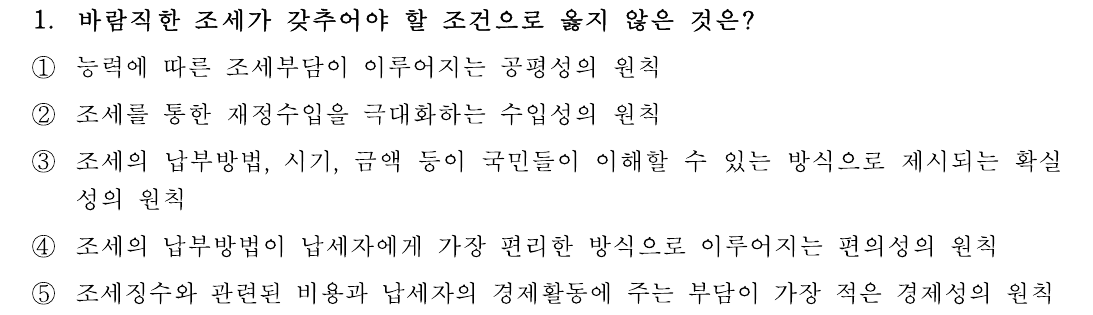 1. 바람직한 조세가 갖추어야 할 조건으로 옳지 않은 것은?
① 능력에 따른 조세부담이 이루어지는 공평성의 원칙
② 조세를 통한 재정수입을 극대화하는 수입성의 원칙
③ 조세의 납부방법, 시기, 금액 등이 국민들이 이해할 수 있는 방식으로 제시되는 확실
성의 원칙
④ 조세의 납부방법이 납세자에게 가장 편리한 방식으로 이루어지는 편의성의 원칙
⑤ 조세징수와 관련된 비용과 납세자의 경제활동에 주는 부담이 가장 적은 경제성의 원칙